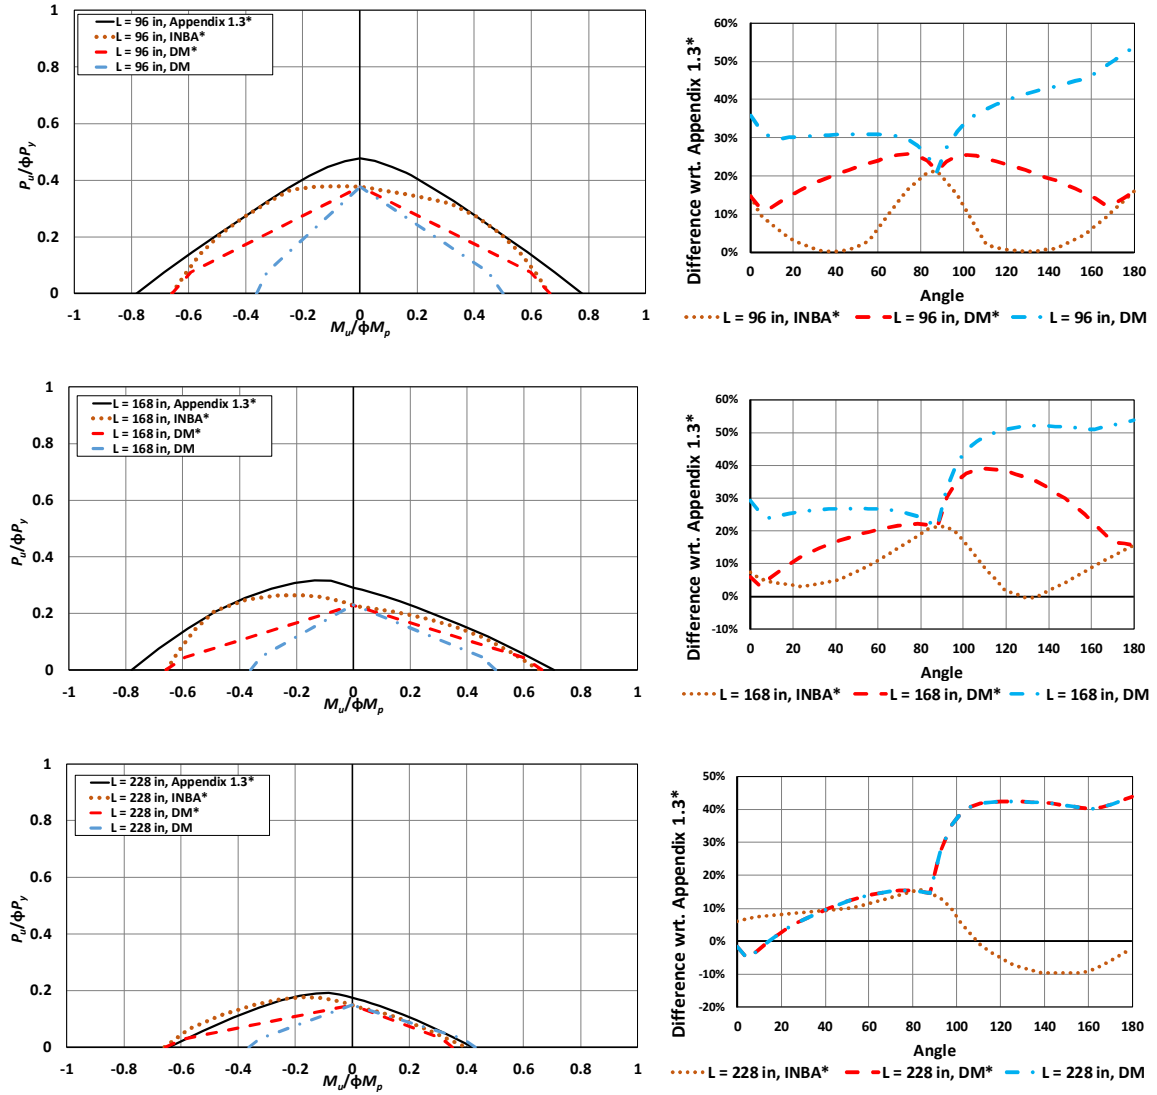 L = 96 in, Appendix 1.3*
L = 96 in, INBA*
L = 96 in, DM*
L = 96 in, DM
1
0.8
0.6
0.4
0.2
0
-1 -0.8 -0.6 -0.4 -0.2 0 0.2 0.4 0.6 0.8 1
Pu/ϕPy
Mu/ϕMp
60%
50%
40%
30%
20%
10%
0%
0 20 40 60 80 100 120 140 160 180
Difference wrt. Appendix 1.3*
Angle
L = 96 in, INBA* L = 96 in, DM* L = 96 in, DM
L = 168 in, Appendix 1.3*
L = 168 in, INBA*
L = 168 in, DM*
L = 168 in, DM
1
0.8
0.6
0.4
0.2
0
-1 -0.8 -0.6 -0.4 -0.2 0 0.2 0.4 0.6 0.8 1
Pu/ϕPy
Mu/ϕMp
60%
50%
40%
30%
20%
10%
0%
-10%
0 20 40 60 80 100 120 140 160 180
Difference wrt. Appendix 1.3*
Angle
L = 168 in, INBA* L = 168 in, DM* L = 168 in, DM
L = 228 in, Appendix 1.3*
L = 228 in, INBA*
L = 228 in, DM*
L = 228 in, DM
1
0.8
0.6
0.4
0.2
0
-1 -0.8 -0.6 -0.4 -0.2 0 0.2 0.4 0.6 0.8 1
Pu/ϕPy
Mu/ϕMp
50%
40%
30%
20%
10%
0%
-10%
-20%
0 20 40 60 80 100 120 140 160 180
Difference wrt. Appendix 1.3*
Angle
L = 228 in, INBA* L = 228 in, DM* L = 228 in, DM